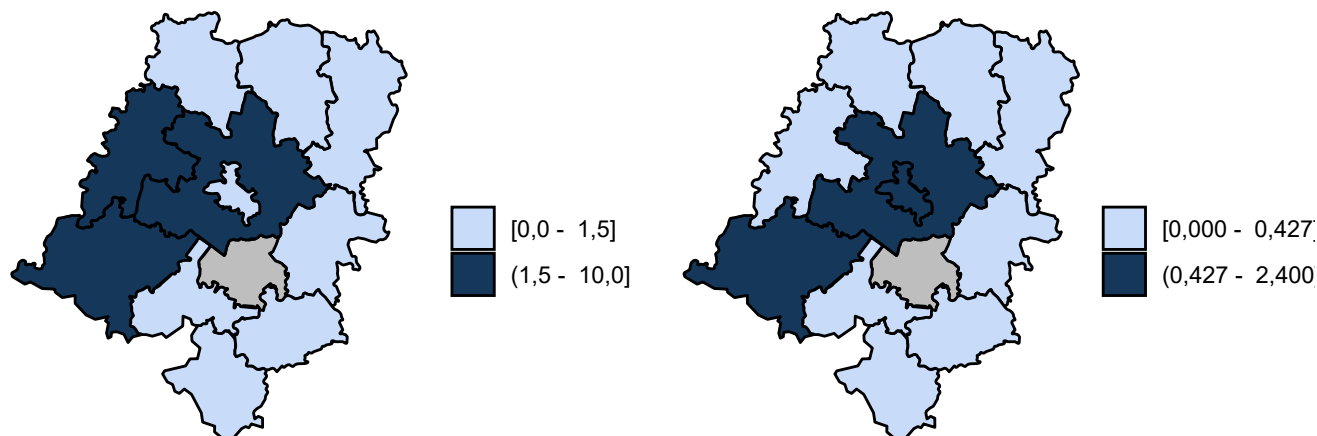 [0,0 - 1,5]
(1,5 - 10,0]
[0,000 - 0,427]
(0,427 - 2,400]